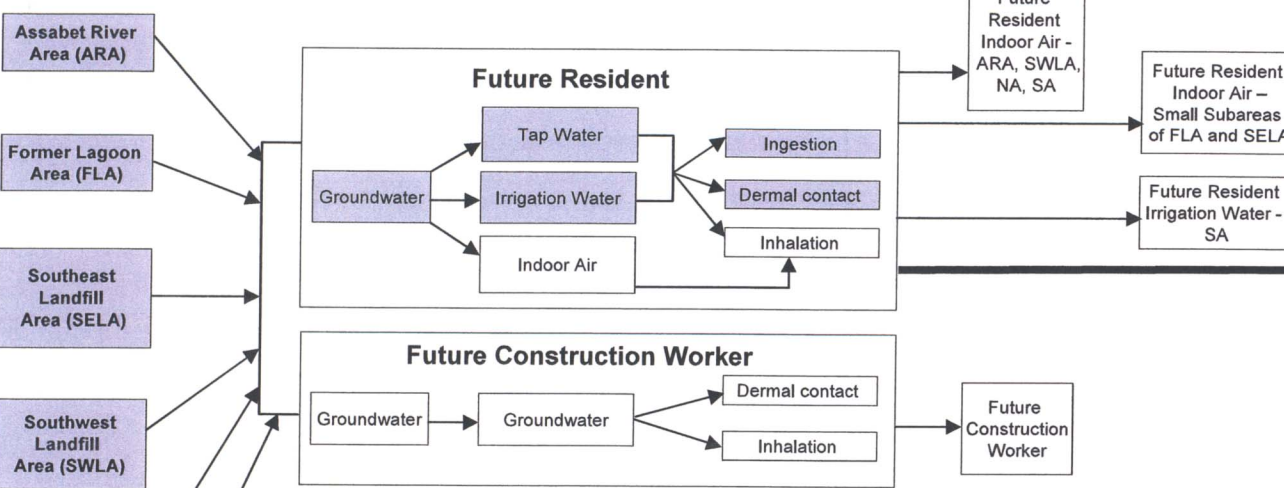 Assabet River
Area (ARA)
Former Lagoon
Area (FLA)
Southeast
Landfill
Area (SELA)
Southwest
Landfill
Area (SWLA)
Future Resident
Groundwater
Tap Water
Irrigation Water
Indoor Air
Ingestion
Dermal contact
Inhalation
Future Construction Worker
Groundwater
Groundwater
Dermal contact
Inhalation
Future
Resident
Indoor Air -
ARA, SWLA,
NA, SA
Future Resident
Indoor Air –
Small Subareas
of FLA and SELA
Future Resident
Irrigation Water -
SA
Future
Construction
Worker